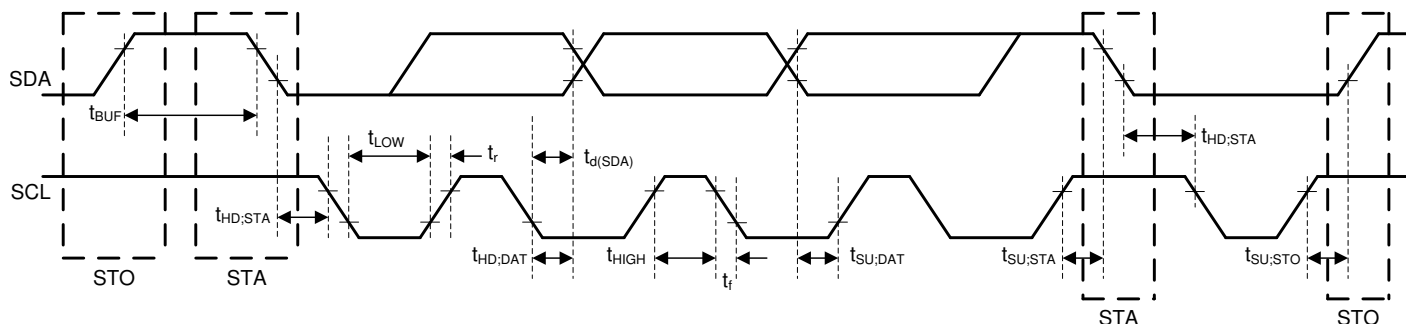 SDA
tBUF
tLOW
tr
td(SDA)
tHD;STA
SCL
tHD;STA
tHD;DAT
tHIGH
tf
tSU;DAT
tSU;STA
tSU;STO
STO
STA
STA
STO